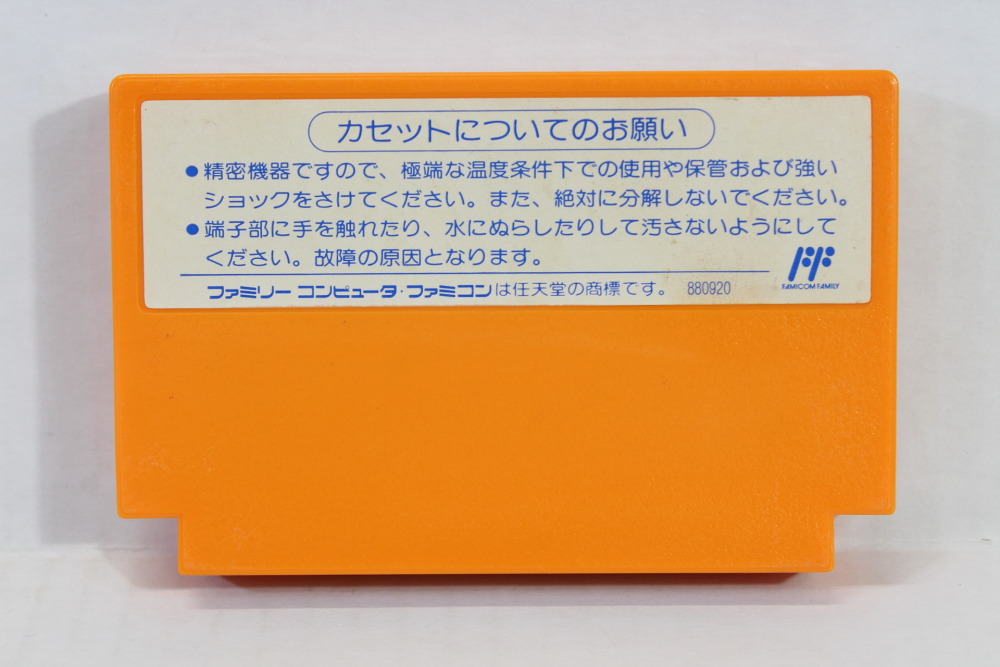 カセットについてのお願い
●精密機器ですので、極端な温度条件下での使用や保管および強い
ショックをさけてください。また、絶対に分解しないでください。
●端子部に手を触れたり、水にぬらしたりして汚さないようにして
ください。故障の原因となります。
ファミリー コンピュータ・ファミコンは任天堂の商標です。 880920
FF
FAMICOM FAMILY